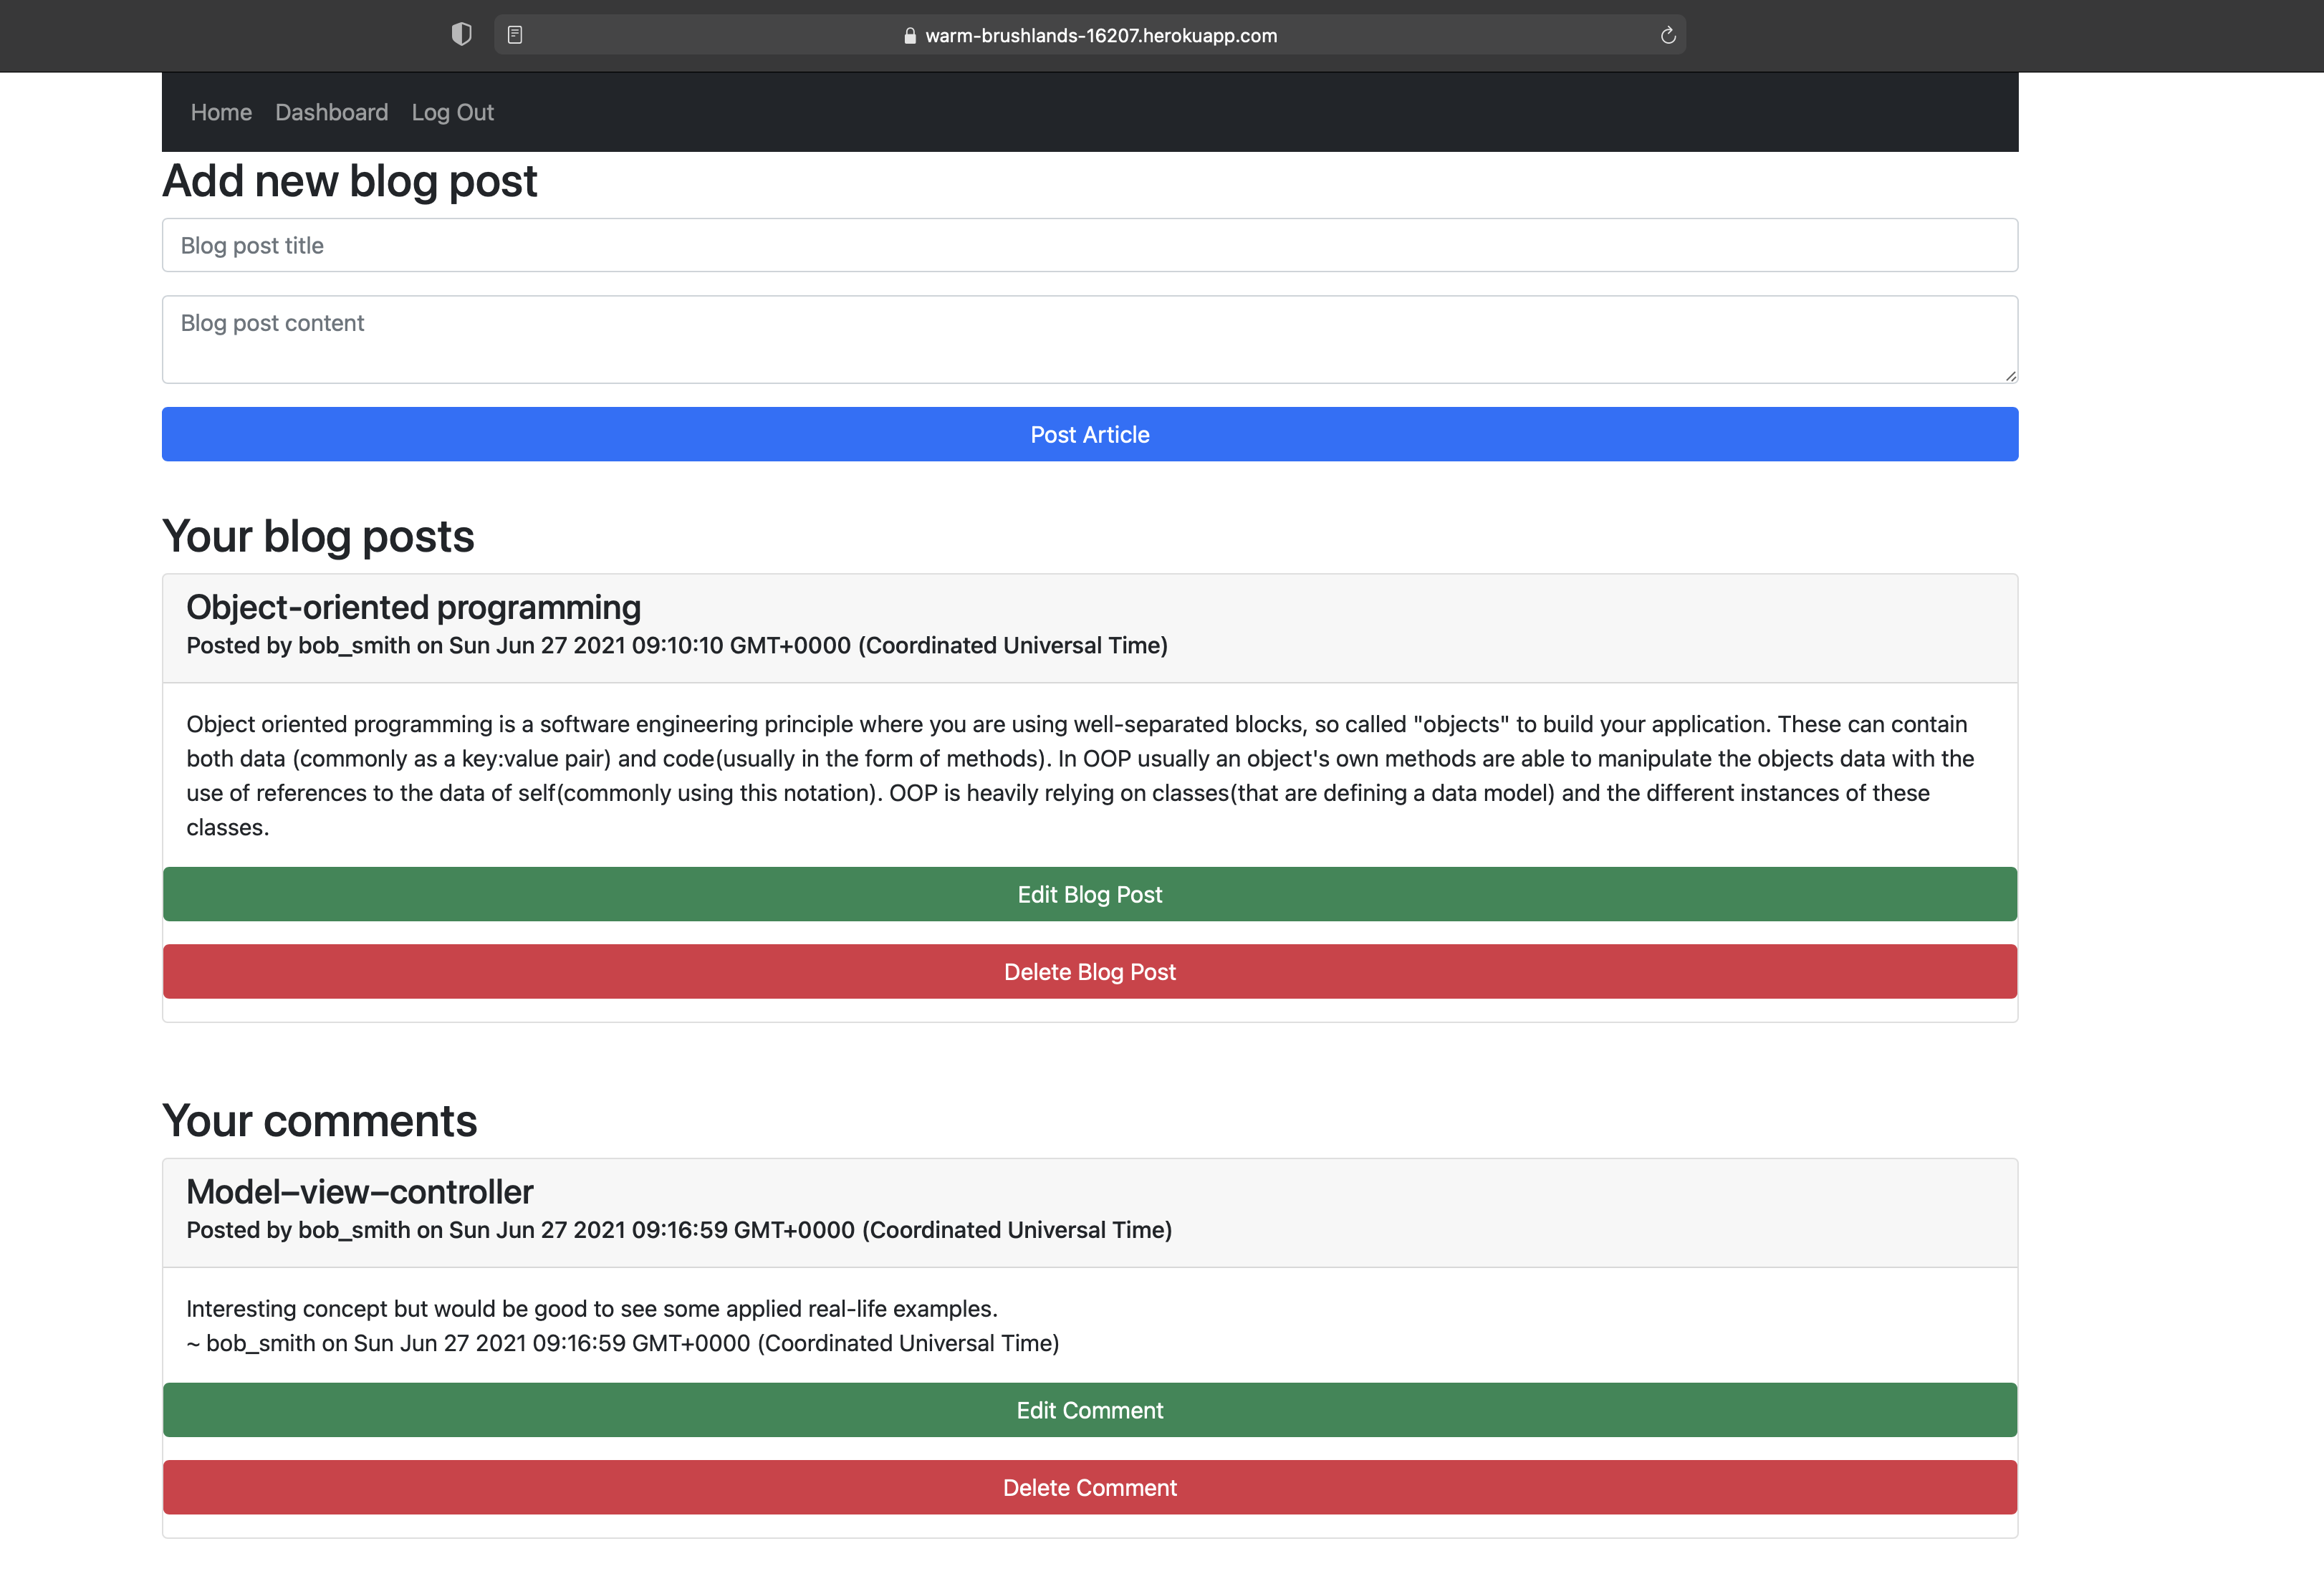 warm-brushlands-16207.herokuapp.com
Home Dashboard Log Out
Add new blog post
Blog post title
Blog post content
Post Article
Your blog posts
Object-oriented programming
Posted by bob_smith on Sun Jun 27 2021 09:10:10 GMT+0000 (Coordinated Universal Time)
Object oriented programming is a software engineering principle where you are using well-separated blocks, so called "objects" to build your application. These can contain
both data (commonly as a key:value pair) and code(usually in the form of methods). In OOP usually an object's own methods are able to manipulate the objects data with the
use of references to the data of self(commonly using this notation). OOP is heavily relying on classes(that are defining a data model) and the different instances of these
classes.
Edit Blog Post
Delete Blog Post
Your comments
Model–view–controller
Posted by bob_smith on Sun Jun 27 2021 09:16:59 GMT+0000 (Coordinated Universal Time)
Interesting concept but would be good to see some applied real-life examples.
~ bob_smith on Sun Jun 27 2021 09:16:59 GMT+0000 (Coordinated Universal Time)
Edit Comment
Delete Comment